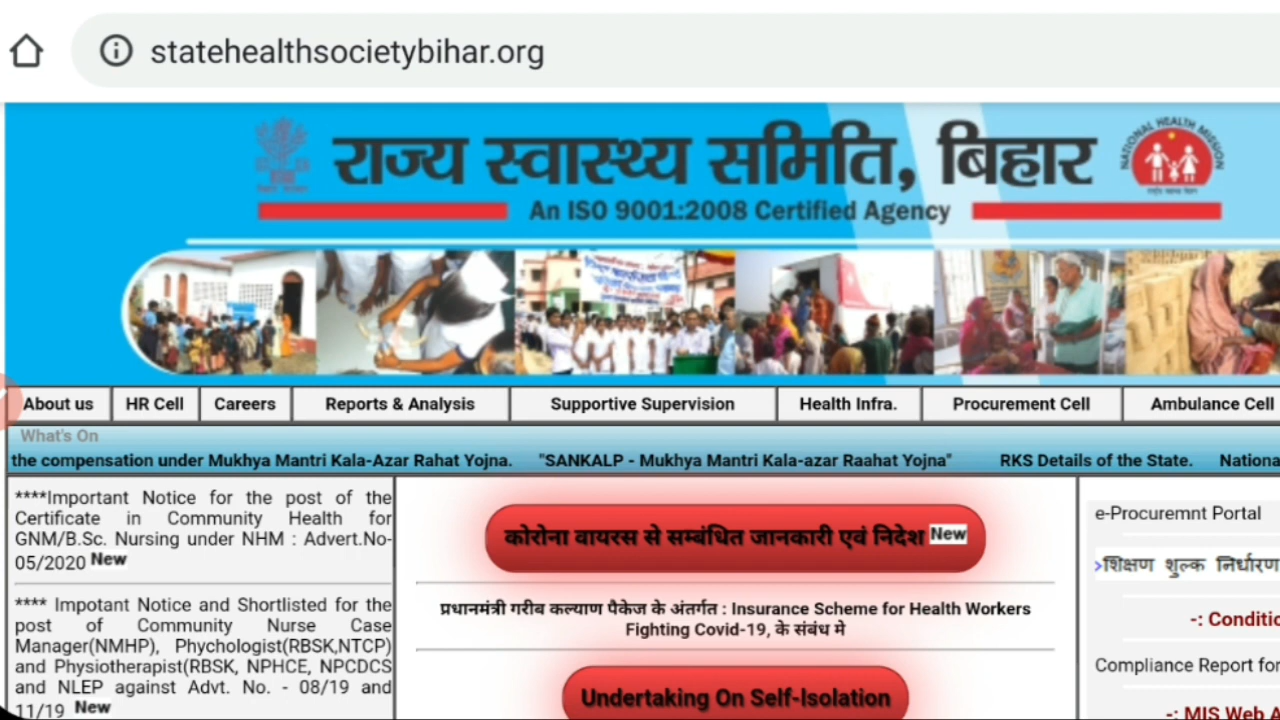 statehealthsocietybihar.org
राज्य स्वास्थ्य समिति, बिहार
NATIONAL HEALTH MISSION
An ISO 9001:2008 Certified Agency
About us
HR Cell
Careers
Reports & Analysis
Supportive Supervision
Health Infra.
Procurement Cell
Ambulance Cell
What's On
the compensation under Mukhya Mantri Kala-Azar Rahat Yojna. "SANKALP - Mukhya Mantri Kala-azar Raahat Yojna" RKS Details of the State. Nationa
****Important Notice for the post of the
Certificate in Community Health for
GNM/B.Sc. Nursing under NHM : Advert.No-
05/2020 New
**** Impotant Notice and Shortlisted for the
post of Community Nurse Case
Manager(NMHP), Phychologist(RBSK,NTCP)
and Physiotherapist(RBSK, NPHCE, NPCDCS
and NLEP against Advt. No. - 08/19 and
11/19 New
कोरोना वायरस से सम्बंधित जानकारी एवं निदेश New
प्रधानमंत्री गरीब कल्याण पैकेज के अंतर्गत : Insurance Scheme for Health Workers
Fighting Covid-19, के संबंध मे
Undertaking On Self-Isolation
e-Procuremnt Portal
>शिक्षण शुल्क निर्धारण
-: Conditio
Compliance Report for
-: MIS Web A